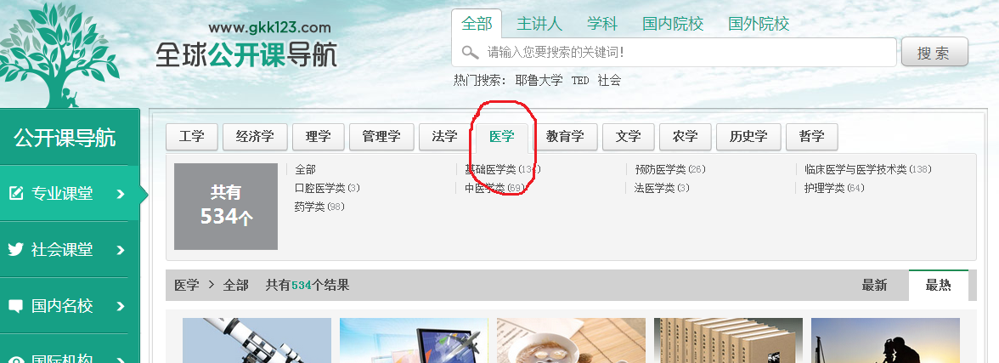 www.gkk123.com
全球公开课导航
全部 主讲人 学科 国内院校 国外院校
请输入您要搜索的关键词!
搜索
热门搜索: 耶鲁大学 TED 社会
公开课导航
专业课堂
社会课堂
国内名校
国际机构
工学 经济学 理学 管理学 法学 医学 教育学 文学 农学 历史学 哲学
共有
534个
全部 基础医学类 预防医学类(26) 临床医学与医学技术类(138)
口腔医学类(3) 中医学类(69) 法医学类(3) 护理学类(64)
药学类(98)
医学 > 全部 共有534个结果
最新 最热